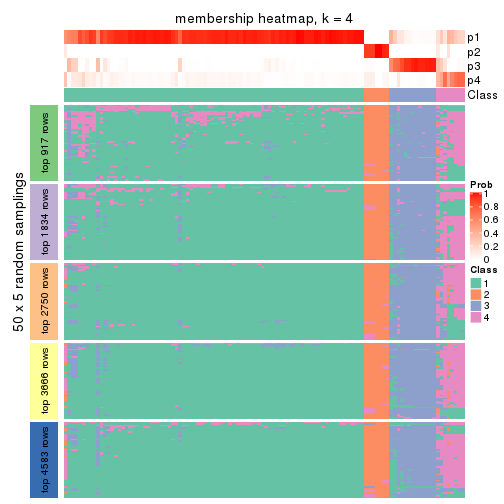 membership heatmap, k = 4
p1
p2
p3
p4
Class
50 x 5 random samplings
top 917 rows
top 1834 rows
top 2750 rows
top 3666 rows
top 4583 rows
Prob
1
0.8
0.6
0.4
0.2
0
Class
1
2
3
4